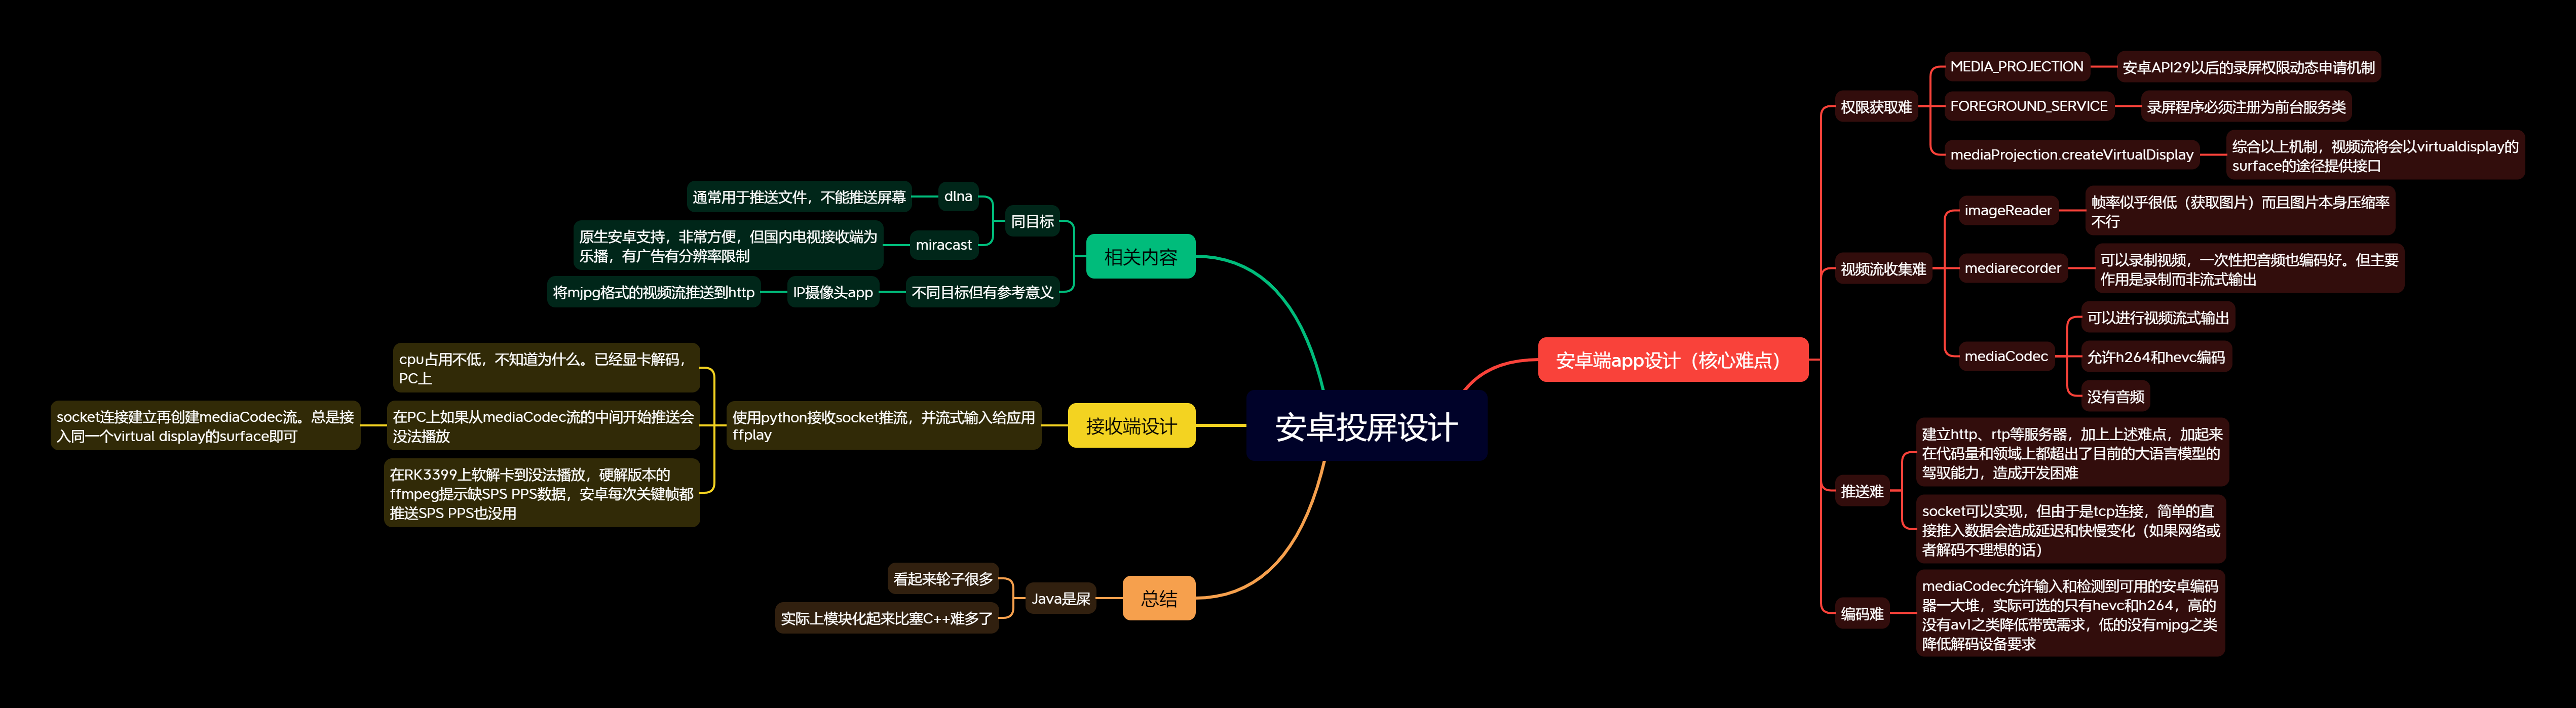 安卓投屏设计
安卓端app设计（核心难点）
权限获取难
MEDIA_PROJECTION
安卓API29以后的录屏权限动态申请机制
FOREGROUND_SERVICE
录屏程序必须注册为前台服务类
mediaProjection.createVirtualDisplay
综合以上机制，视频流将会以virtualdisplay的
surface的途径提供接口
视频流收集难
imageReader
帧率似乎很低（获取图片）而且图片本身压缩率
不行
mediarecorder
可以录制视频，一次性把音频也编码好。但主要
作用是录制而非流式输出
mediaCodec
可以进行视频流式输出
允许h264和hevc编码
没有音频
推送难
建立http、rtp等服务器，加上上述难点，加起来
在代码量和领域上都超出了目前的大语言模型的
驾驭能力，造成开发困难
socket可以实现，但由于是tcp连接，简单的直
接推入数据会造成延迟和快慢变化（如果网络或
者解码不理想的话）
编码难
mediaCodec允许输入和检测到可用的安卓编码
器一大堆，实际可选的只有hevc和h264，高的
没有av1之类降低带宽需求，低的没有mjpg之类
降低解码设备要求
相关内容
同目标
dlna
通常用于推送文件，不能推送屏幕
miracast
原生安卓支持，非常方便，但国内电视接收端为
乐播，有广告有分辨率限制
不同目标但有参考意义
IP摄像头app
将mjpg格式的视频流推送到http
接收端设计
使用python接收socket推流，并流式输入给应用
ffplay
cpu占用不低，不知道为什么。已经显卡解码，
PC上
在PC上如果从mediaCodec流的中间开始推送会
没法播放
socket连接建立再创建mediaCodec流。总是接
入同一个virtual display的surface即可
在RK3399上软解卡到没法播放，硬解版本的
ffmpeg提示缺SPS PPS数据，安卓每次关键帧都
推送SPS PPS也没用
总结
Java是屎
看起来轮子很多
实际上模块化起来比塞C++难多了